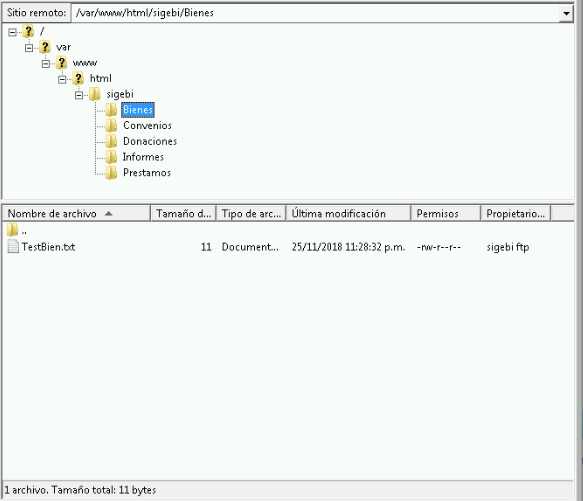 Sitio remoto: /var/www/html/sigebi/Bienes
/
var
www
html
sigebi
Bienes
Convenios
Donaciones
Informes
Prestamos
Nombre de archivo Tamaño d... Tipo de arc... Última modificación Permisos Propietario...
..
TestBien.txt 11 Document... 25/11/2018 11:28:32 p.m. -rw-r--r-- sigebi ftp
1 archivo. Tamaño total: 11 bytes